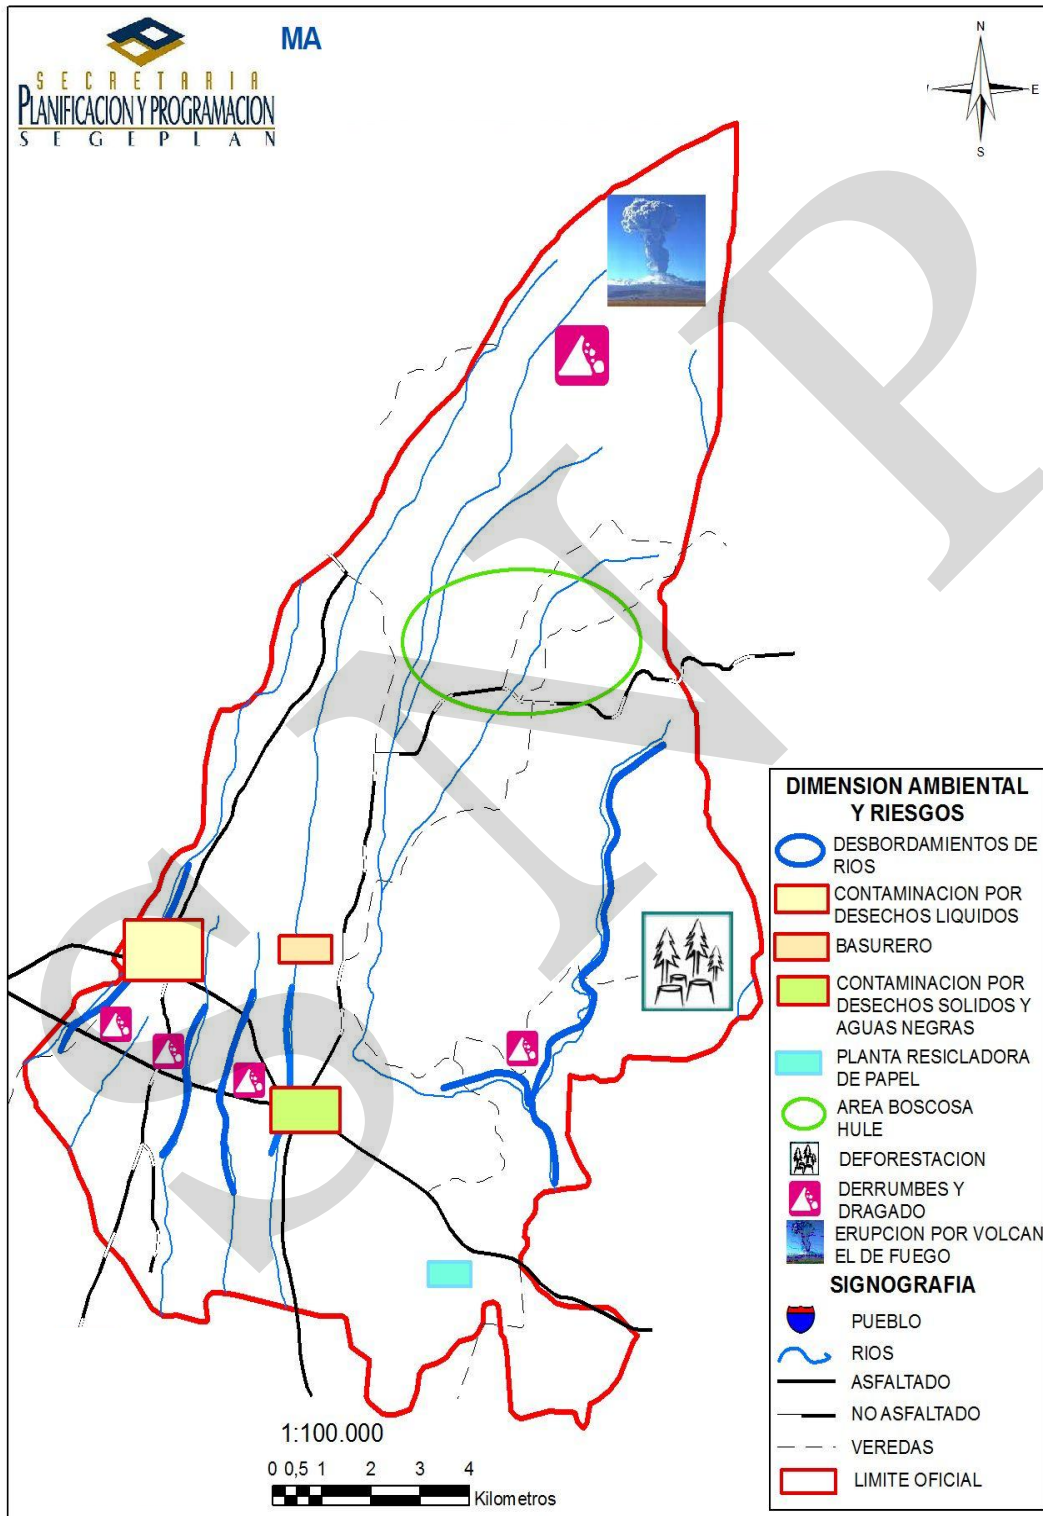 MA
SECRETARIA
PLANIFICACION Y PROGRAMACION
SEGEPLAN
N
E
S
SNIP
DIMENSION AMBIENTAL
Y RIESGOS
DESBORDAMIENTOS DE
RIOS
CONTAMINACION POR
DESECHOS LIQUIDOS
BASURERO
CONTAMINACION POR
DESECHOS SOLIDOS Y
AGUAS NEGRAS
PLANTA RESICLADORA
DE PAPEL
AREA BOSCOSA
HULE
DEFORESTACION
DERRUMBES Y
DRAGADO
ERUPCION POR VOLCAN
EL DE FUEGO
SIGNOGRAFIA
PUEBLO
RIOS
ASFALTADO
NO ASFALTADO
VEREDAS
LIMITE OFICIAL
1:100.000
0 0,5 1 2 3 4
Kilometros